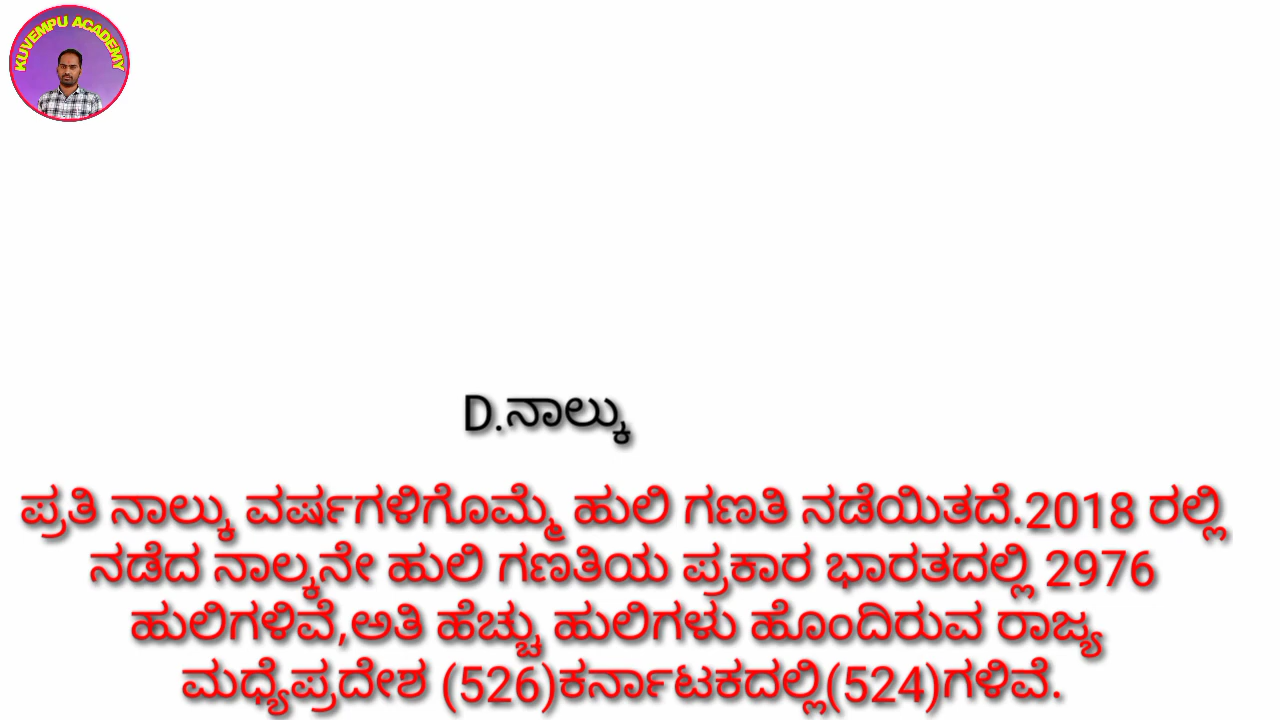 KUVEMPU ACADEMY
D.ನಾಲ್ಕು
ಪ್ರತಿ ನಾಲ್ಕು ವರ್ಷಗಳಿಗೊಮ್ಮೆ ಹುಲಿ ಗಣತಿ ನಡೆಯಿತದೆ.2018 ರಲ್ಲಿ
ನಡೆದ ನಾಲ್ಕನೇ ಹುಲಿ ಗಣತಿಯ ಪ್ರಕಾರ ಭಾರತದಲ್ಲಿ 2976
ಹುಲಿಗಳಿವೆ,ಅತಿ ಹೆಚ್ಚು ಹುಲಿಗಳು ಹೊಂದಿರುವ ರಾಜ್ಯ
ಮಧ್ಯೆಪ್ರದೇಶ (526)ಕರ್ನಾಟಕದಲ್ಲಿ(524)ಗಳಿವೆ.